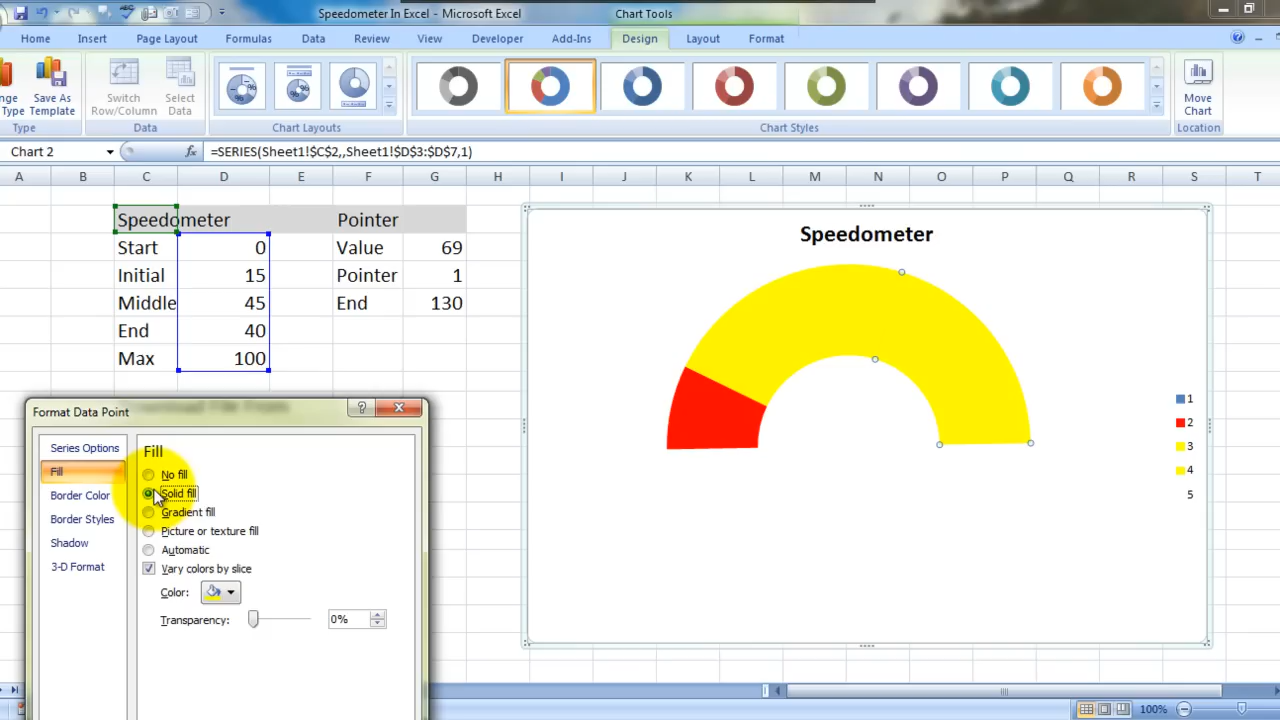 Speedometer In Excel - Microsoft Excel
Chart Tools
Home Insert Page Layout Formulas Data Review View Developer Add-Ins Design Layout Format
Save As
Template
Switch
Row/Column
Select
Data
Move
Chart
Type
Type Data Chart Layouts Chart Styles Location
Chart 2 fx =SERIES(Sheet1!$C$2,,Sheet1!$D$3:$D$7,1)
A B C D E F G H I J K L M N O P Q R S T
Speedometer Pointer
Start 0 Value 69
Initial 15 Pointer 1
Middle 45 End 130
End 40
Max 100
Download File From
Speedometer
1
2
3
4
5
Format Data Point
Series Options
Fill
Border Color
Border Styles
Shadow
3-D Format
Fill
No fill
Solid fill
Gradient fill
Picture or texture fill
Automatic
Vary colors by slice
Color:
Transparency: 0%
100%